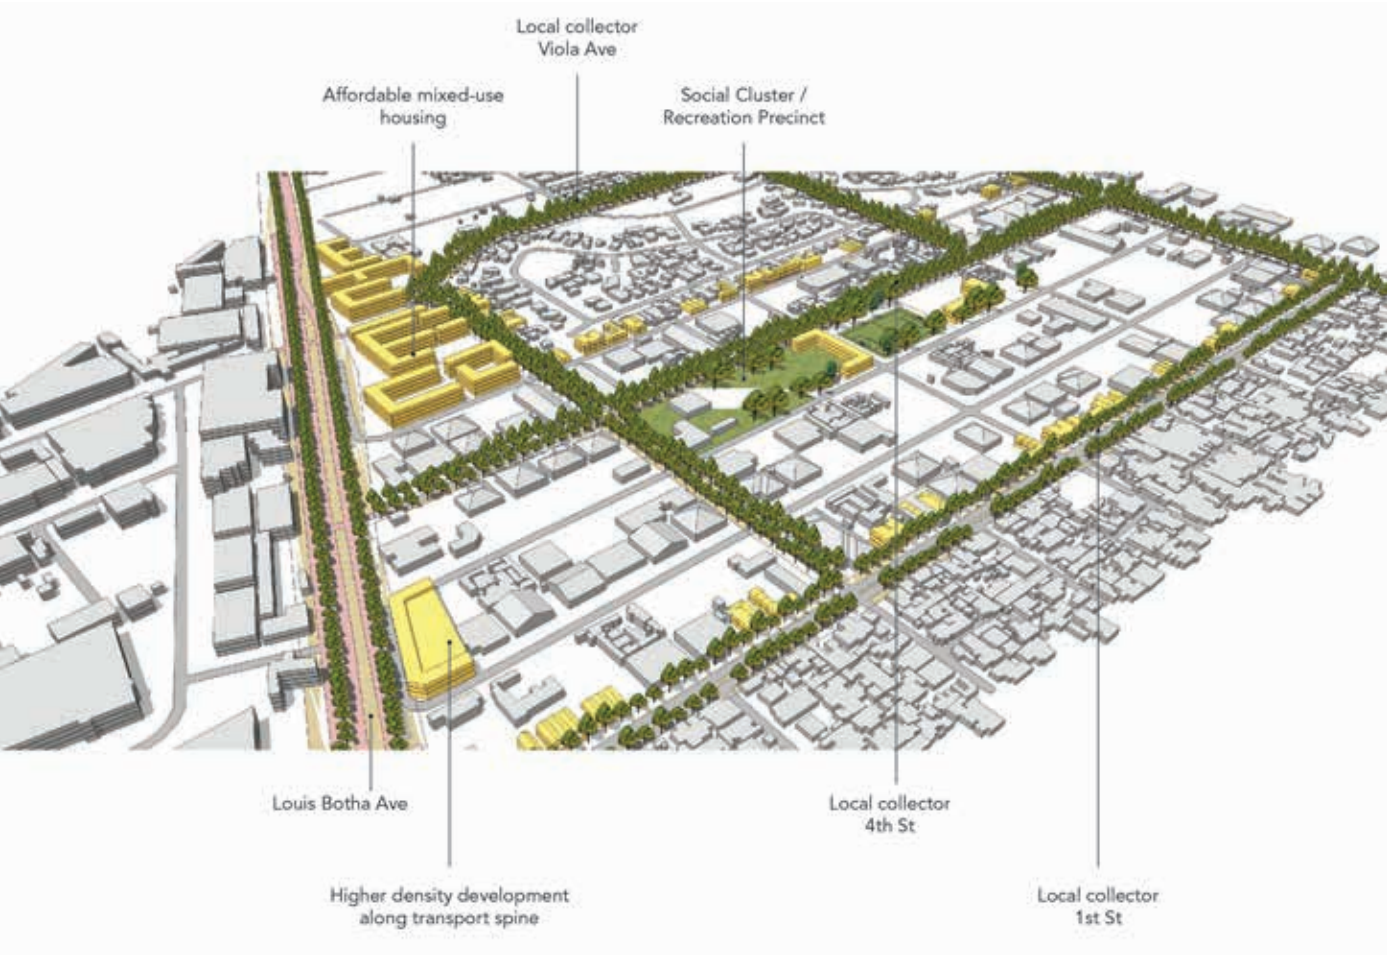 Local collector
Viola Ave
Affordable mixed-use
housing
Social Cluster /
Recreation Precinct
Louis Botha Ave
Local collector
4th St
Higher density development
along transport spine
Local collector
1st St